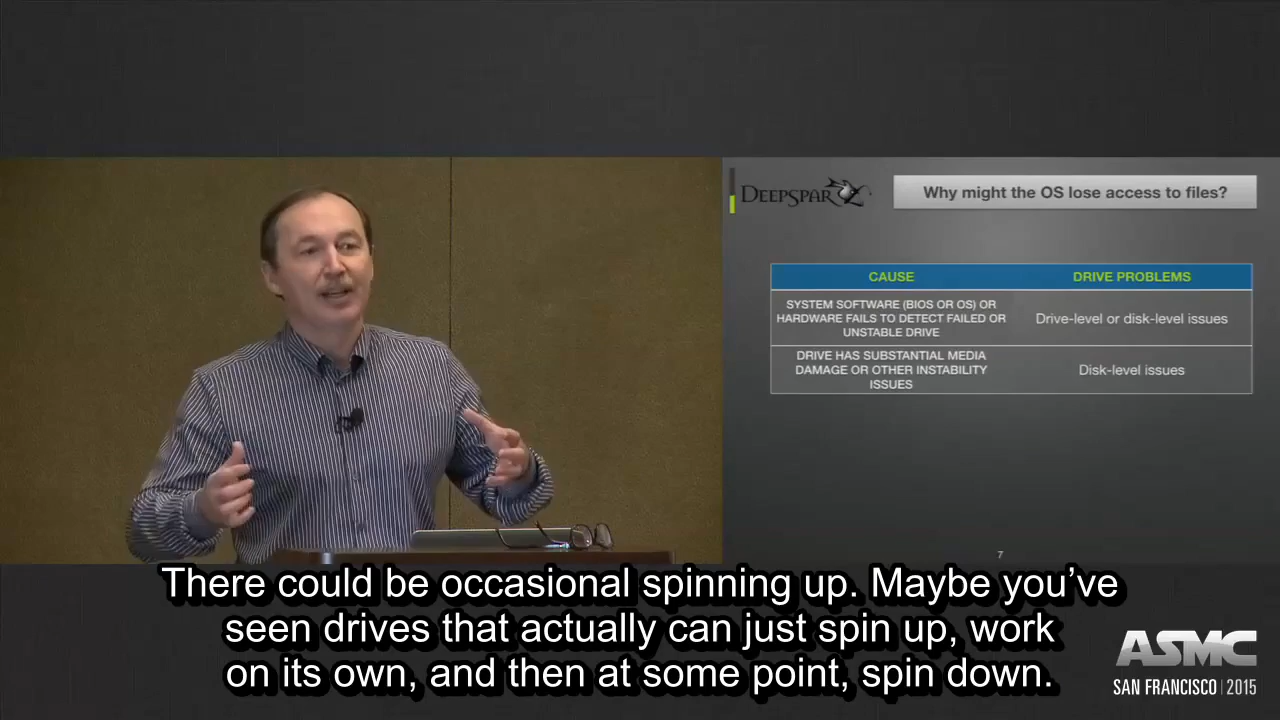 DEEPSPAR
Why might the OS lose access to files?
CAUSE
DRIVE PROBLEMS
SYSTEM SOFTWARE (BIOS OR OS) OR
HARDWARE FAILS TO DETECT FAILED OR
UNSTABLE DRIVE
Drive-level or disk-level issues
DRIVE HAS SUBSTANTIAL MEDIA
DAMAGE OR OTHER INSTABILITY
ISSUES
Disk-level issues
7
There could be occasional spinning up. Maybe you’ve
seen drives that actually can just spin up, work
on its own, and then at some point, spin down.
ASMC
SAN FRANCISCO | 2015